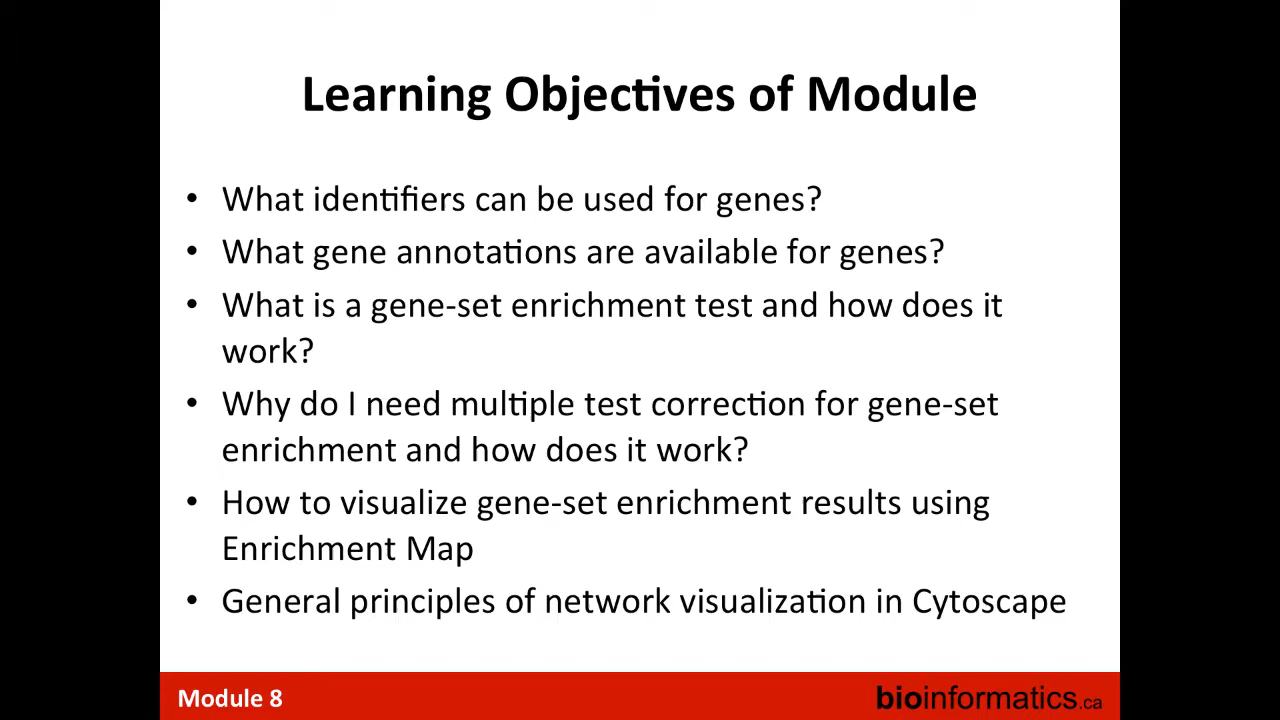 Learning Objectives of Module
• What identifiers can be used for genes?
• What gene annotations are available for genes?
• What is a gene-set enrichment test and how does it
work?
• Why do I need multiple test correction for gene-set
enrichment and how does it work?
• How to visualize gene-set enrichment results using
Enrichment Map
• General principles of network visualization in Cytoscape
Module 8
bioinformatics.ca